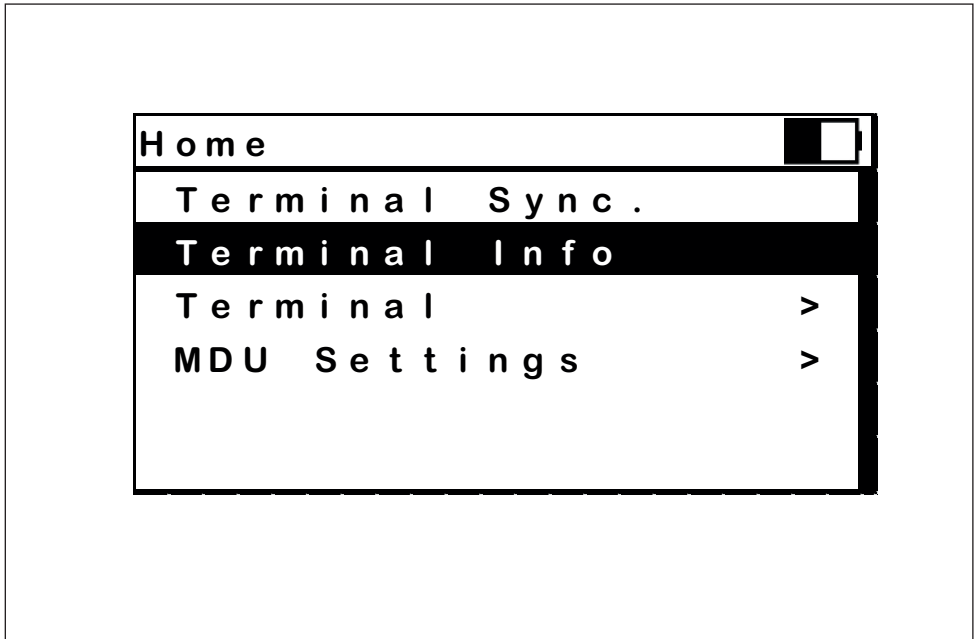 Home
Terminal Sync.
Terminal Info
Terminal >
MDU Settings >